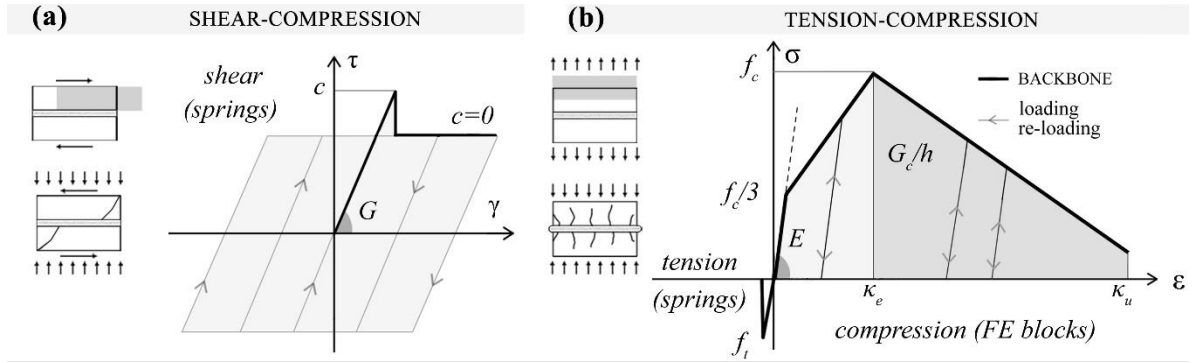 (a) SHEAR-COMPRESSION
shear
(springs)
τ
c
c=0
G
γ
(b) TENSION-COMPRESSION
σ
f_c
BACKBONE
loading
re-loading
G_c/h
f_c/3
E
tension
(springs)
κ_e
κ_u
ε
compression (FE blocks)
f_t